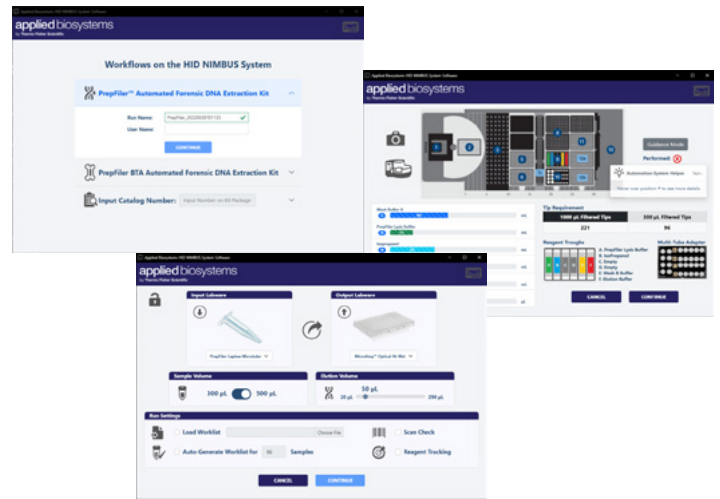 Applied Biosystems HID NIMBUS System Software
applied biosystems
by Thermo Fisher Scientific
Workflows on the HID NIMBUS System
PrepFiler™ Automated Forensic DNA Extraction Kit
Run Name:
User Name:
CONTINUE
PrepFiler BTA Automated Forensic DNA Extraction Kit
Input Catalog Number: Input Number on Kit Package
Applied Biosystems HID NIMBUS System Software
applied biosystems
by Thermo Fisher Scientific
Guidance Mode
Performed:
Automation System Helper
Hover over position # to see more details.
Wash Buffer B
mL
PrepFiler Lysis Buffer
mL
Isopropanol
mL
mL
mL
mL
µL
Tip Requirement
1000 µL Filtered Tips 300 µL Filtered Tips
221 96
Reagent Troughs Multi Tube Adapter
A. PrepFiler Lysis Buffer
B. Isopropanol
C. Empty
D. Empty
E. Wash B Buffer
F. Elution Buffer
CANCEL CONTINUE
Applied Biosystems HID NIMBUS System Software
applied biosystems
by Thermo Fisher Scientific
Input Labware Output Labware
Sample Volume Elution Volume
300 µL 500 µL
50 µL
20 µL 250 µL
Run Settings
Load Worklist Choose File Scan Check
Auto-Generate Worklist for 96 Samples Reagent Tracking
CANCEL CONTINUE